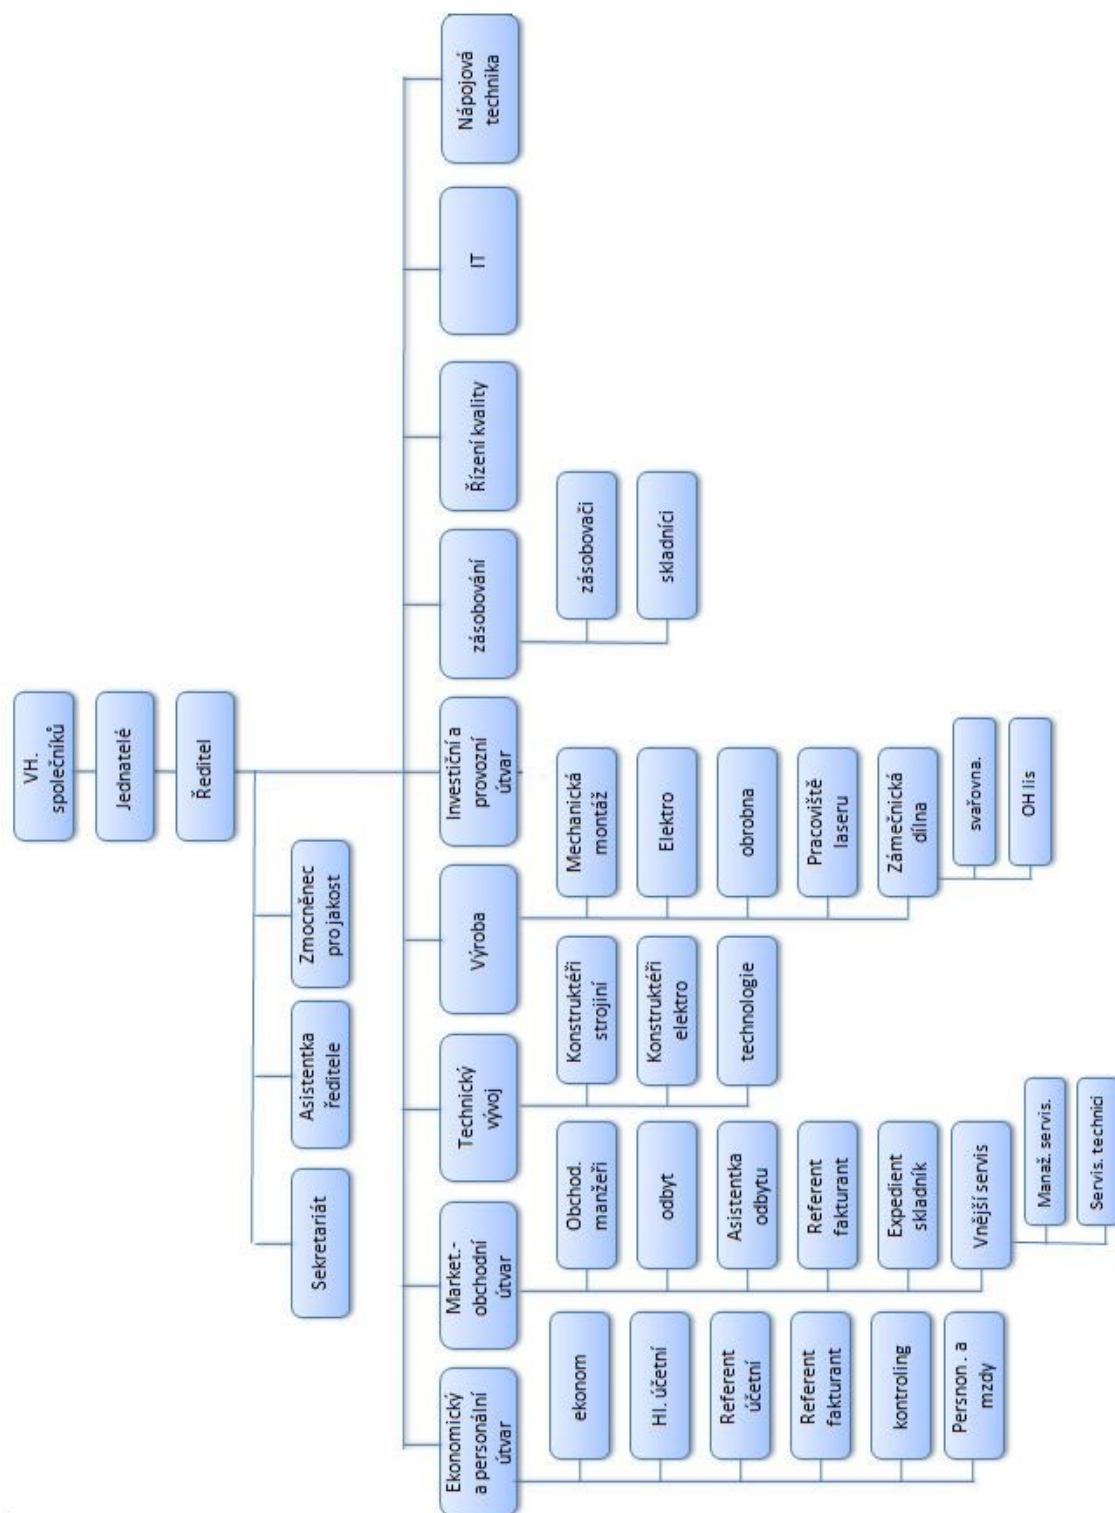 VH.
společníků
Jednatelé
Ředitel
Sekretariát
Asistentka
ředitele
Zmocněnec
pro jakost
Ekonomický
a personální
útvar
Market.-
obchodní
útvar
Technický
vývoj
Výroba
Investiční a
provozní
útvar
zásobování
Řízení kvality
IT
Nápojová
technika
ekonom
Hl. účetní
Referent
účetní
Referent
fakturant
kontroling
Persnon. a
mzdy
Obchod.
manžeři
odbyt
Asistentka
odbytu
Referent
fakturant
Expedient
skladník
Vnější servis
Manaž. servis.
Servis. technici
Konstruktéři
strojiní
Konstruktéři
elektro
technologie
Mechanická
montáž
Elektro
obrobna
Pracoviště
laseru
Zámečnická
dílna
svařovna.
OH lis
zásobovači
skladníci